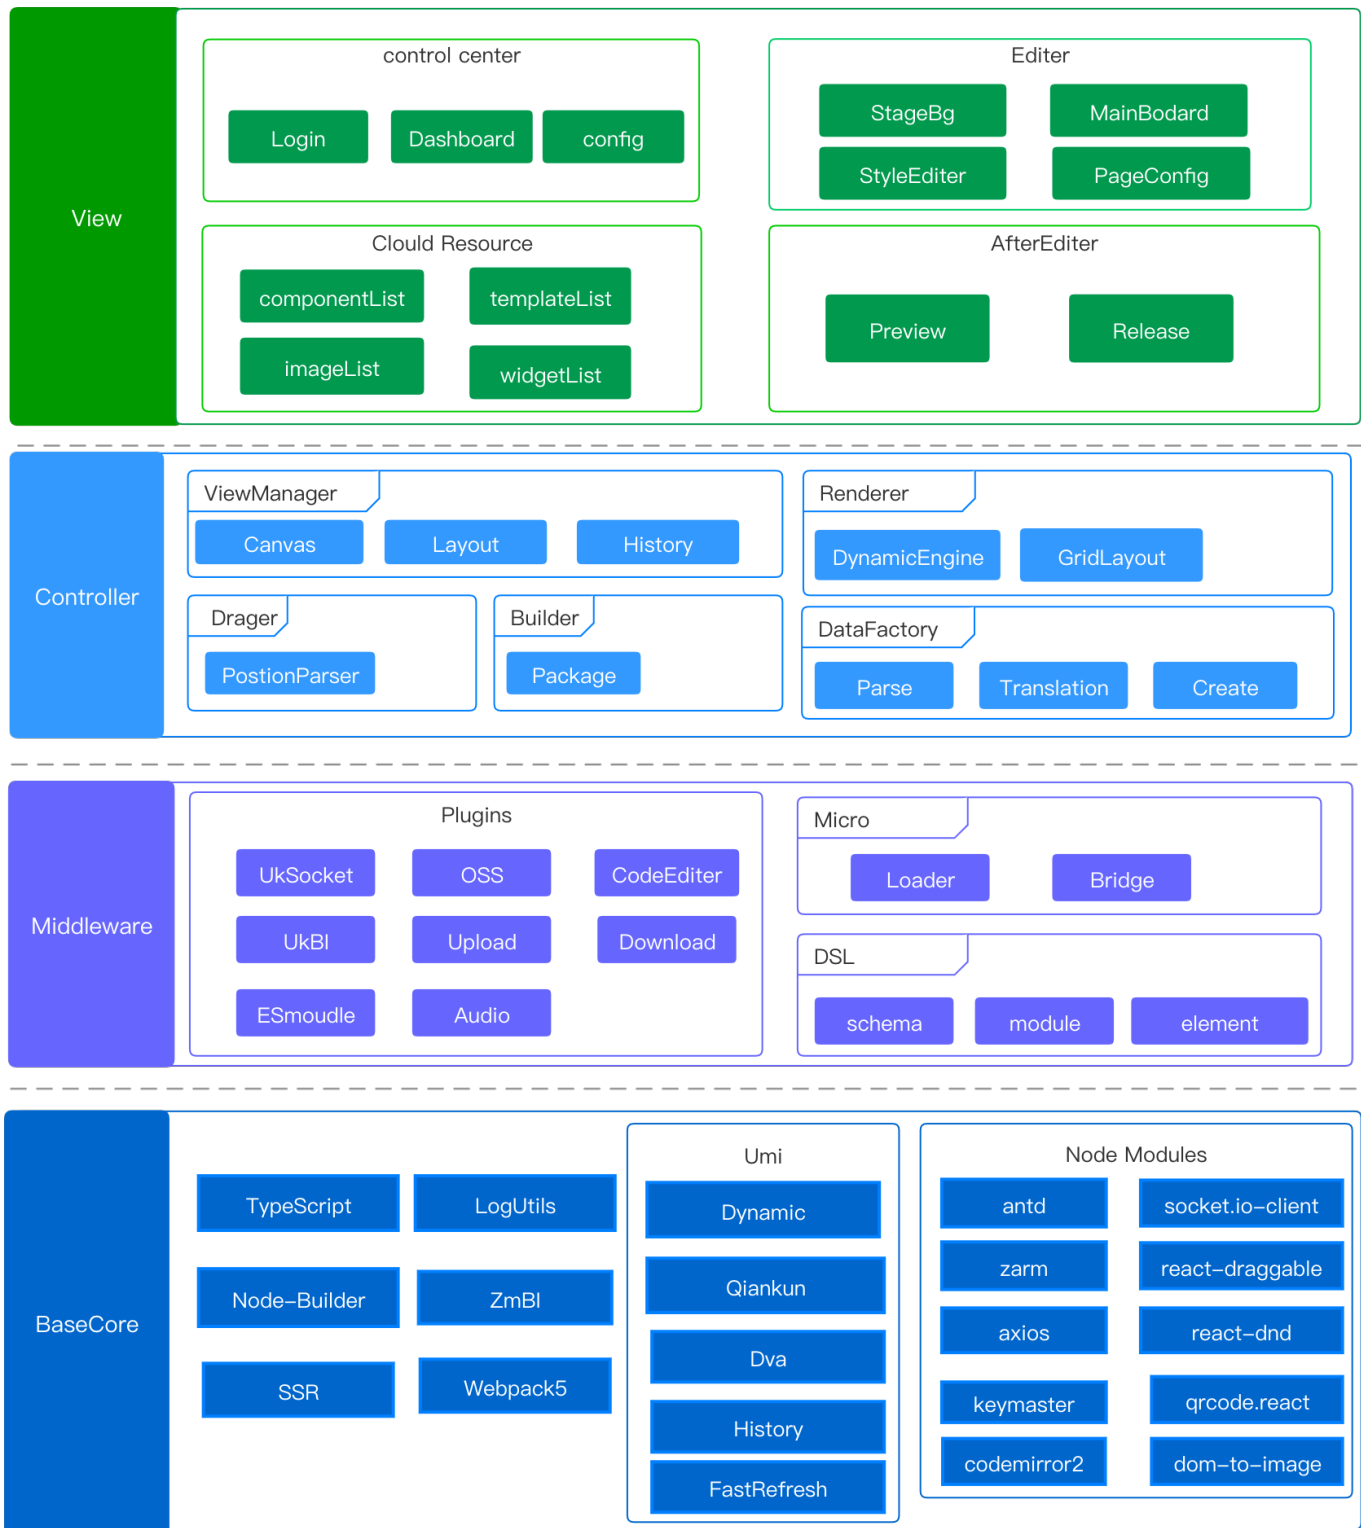 View
control center
Login
Dashboard
config
Editer
StageBg
MainBodard
StyleEditer
PageConfig
Clould Resource
componentList
templateList
imageList
widgetList
AfterEditer
Preview
Release
Controller
ViewManager
Canvas
Layout
History
Renderer
DynamicEngine
GridLayout
Drager
PostionParser
Builder
Package
DataFactory
Parse
Translation
Create
Middleware
Plugins
UkSocket
OSS
CodeEditer
UkBI
Upload
Download
ESmoudle
Audio
Micro
Loader
Bridge
DSL
schema
module
element
BaseCore
TypeScript
LogUtils
Node-Builder
ZmBI
SSR
Webpack5
Umi
Dynamic
Qiankun
Dva
History
FastRefresh
Node Modules
antd
socket.io-client
zarm
react-draggable
axios
react-dnd
keymaster
qrcode.react
codemirror2
dom-to-image